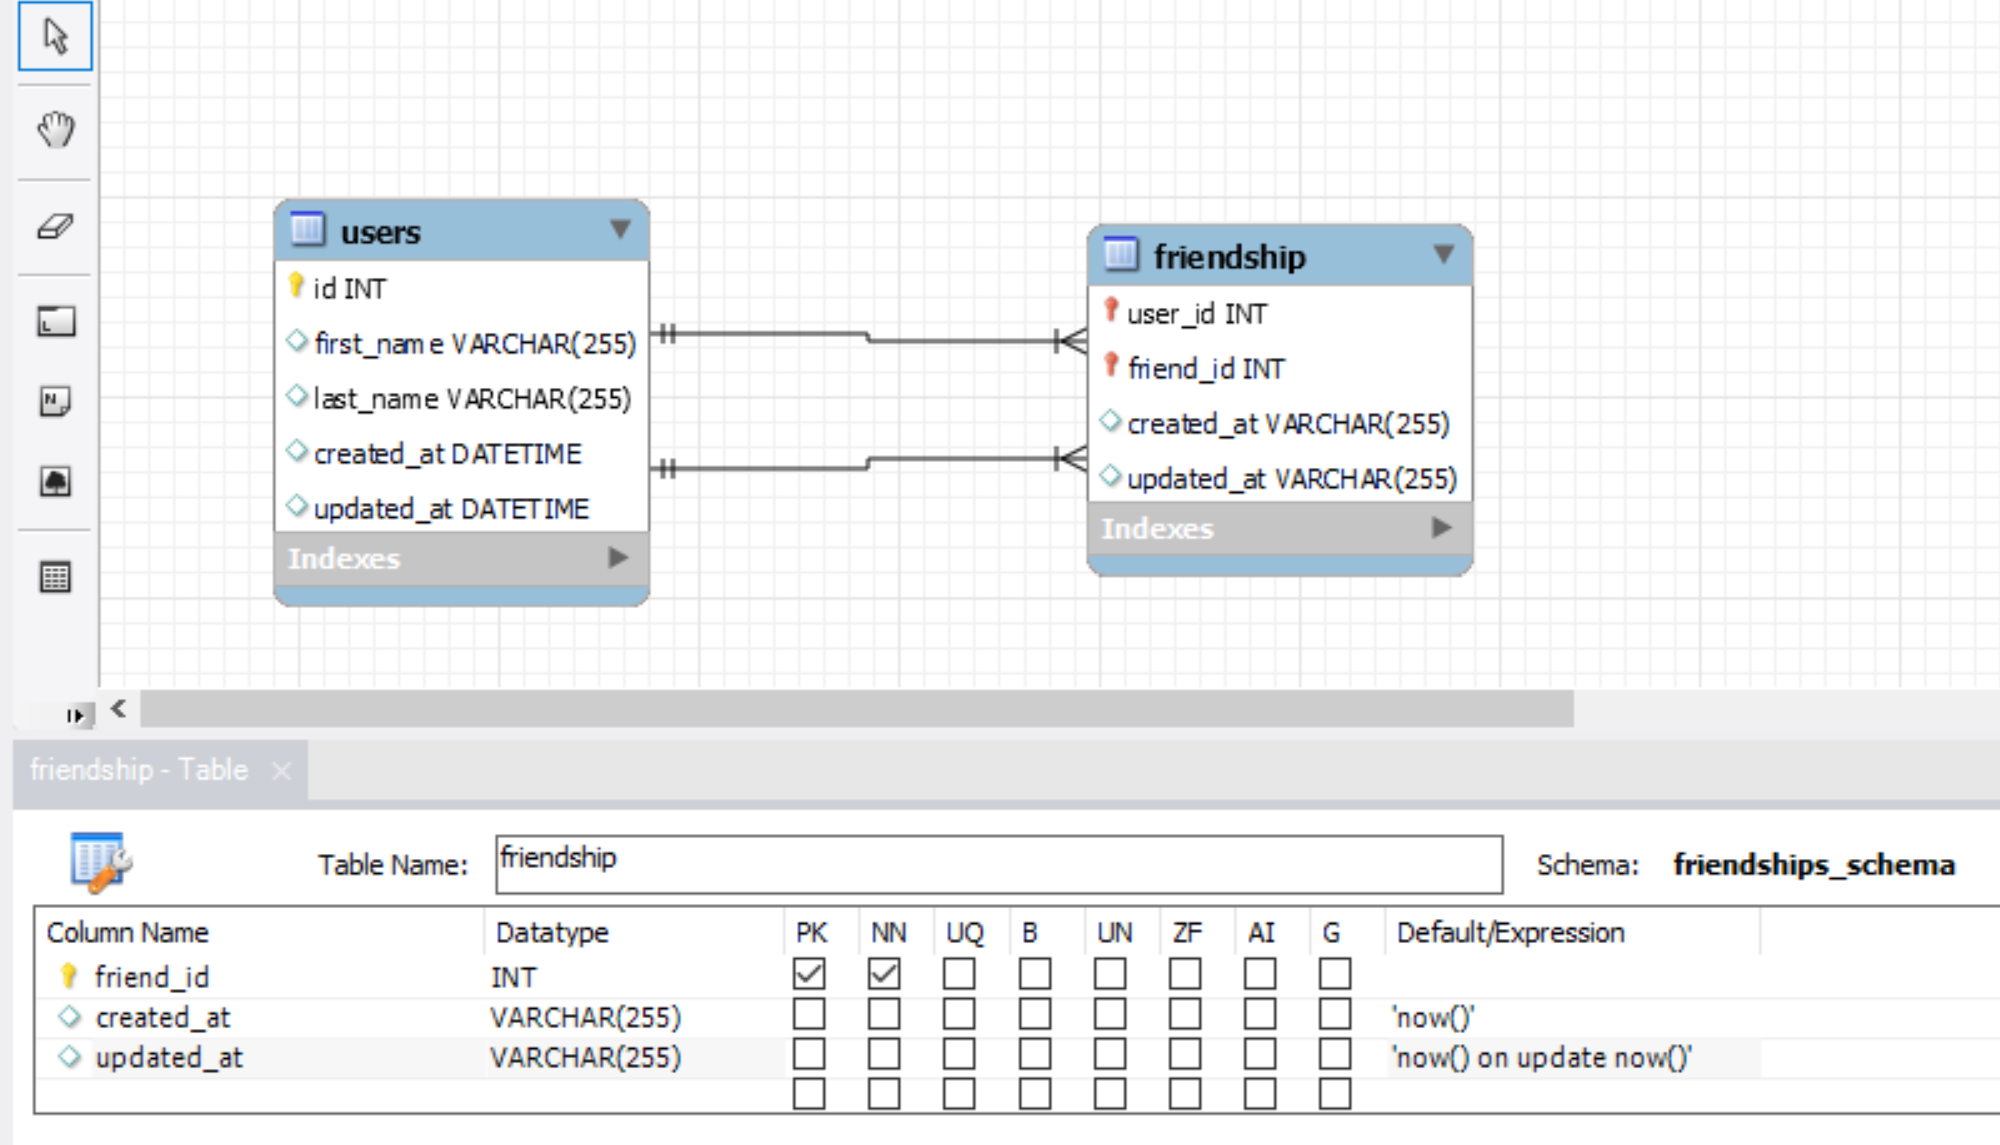 users
id INT
first_name VARCHAR(255)
last_name VARCHAR(255)
created_at DATETIME
updated_at DATETIME
Indexes
friendship
user_id INT
friend_id INT
created_at VARCHAR(255)
updated_at VARCHAR(255)
Indexes
friendship - Table
Table Name: friendship Schema: friendships_schema
Column Name Datatype PK NN UQ B UN ZF AI G Default/Expression
friend_id INT
created_at VARCHAR(255) 'now()'
updated_at VARCHAR(255) 'now() on update now()'